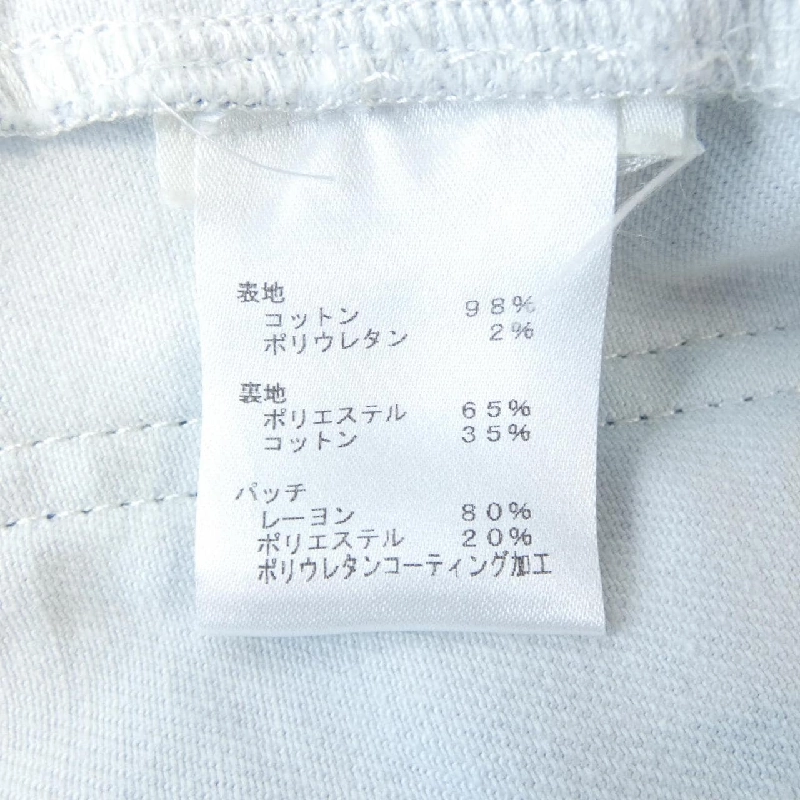 表地
コットン 98%
ポリウレタン 2%
裏地
ポリエステル 65%
コットン 35%
パッチ
レーヨン 80%
ポリエステル 20%
ポリウレタンコーティング加工